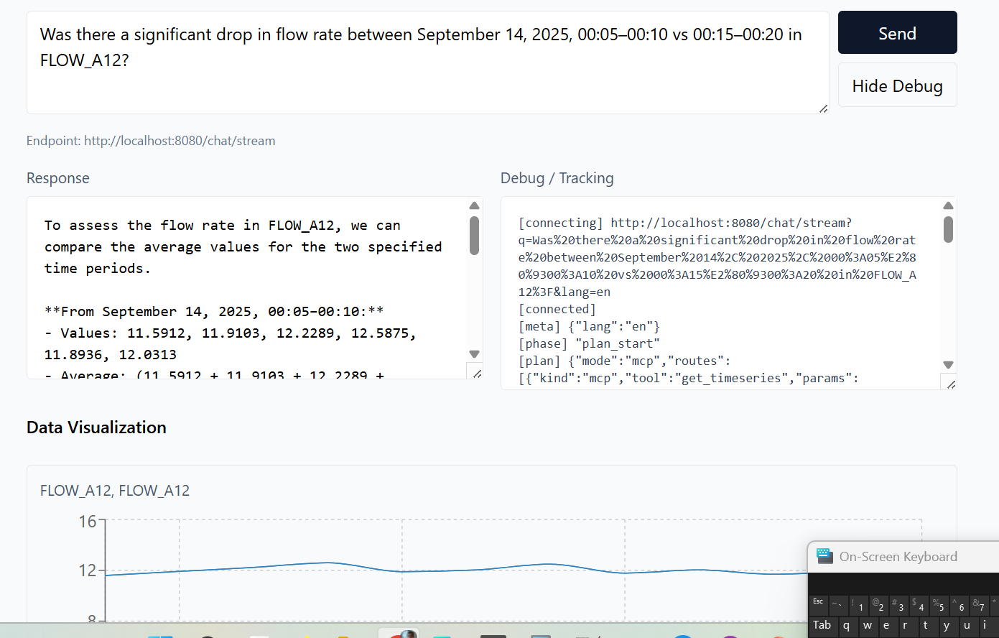 Was there a significant drop in flow rate between September 14, 2025, 00:05–00:10 vs 00:15–00:20 in
FLOW_A12?
Send
Hide Debug
Endpoint: http://localhost:8080/chat/stream
Response
To assess the flow rate in FLOW_A12, we can
compare the average values for the two specified
time periods.
**From September 14, 2025, 00:05–00:10:**
- Values: 11.5912, 11.9103, 12.2289, 12.5875,
11.8936, 12.0313
- Average: (11.5912 + 11.9103 + 12.2289 +
Debug / Tracking
[connecting] http://localhost:8080/chat/stream?
q=Was%20there%20a%20significant%20drop%20in%20flow%20rat
e%20between%20September%2014%2C%202025%2C%2000%3A05%E2%8
0%9300%3A10%20vs%2000%3A15%E2%80%9300%3A20%20in%20FLOW_A
12%3F&lang=en
[connected]
[meta] {"lang":"en"}
[phase] "plan_start"
[plan] {"mode":"mcp","routes":
[{"kind":"mcp","tool":"get_timeseries","params":
Data Visualization
FLOW_A12, FLOW_A12
16
12
8
On-Screen Keyboard
Esc ~ ` ! 1 @ 2 # 3 $ 4 % 5 ^ 6 & 7 *
Tab q w e r t y u i